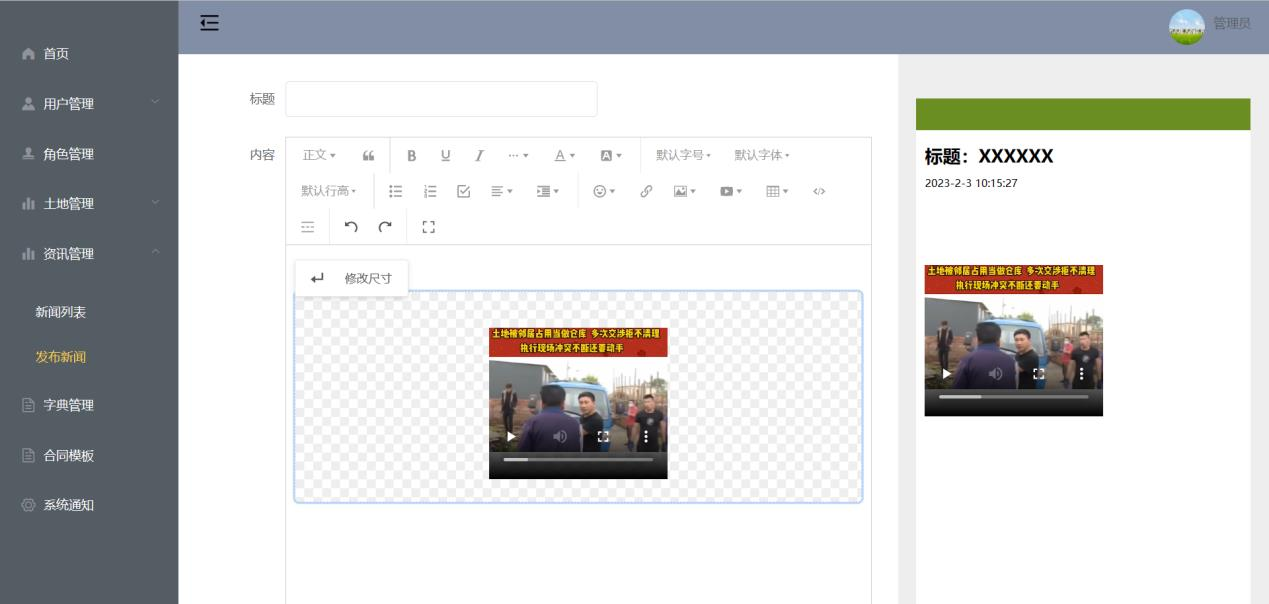 管理员
首页
用户管理
角色管理
土地管理
资讯管理
新闻列表
发布新闻
字典管理
合同模板
系统通知
标题
内容
正文
B U I ... A A 默认字号 默认字体
默认行高
修改尺寸
土地被邻居占用当做仓库 多次交涉拒不清理
执行现场冲突不断还要动手
标题：XXXXXX
2023-2-3 10:15:27
土地被邻居占用当做仓库 多次交涉拒不清理
执行现场冲突不断还要动手